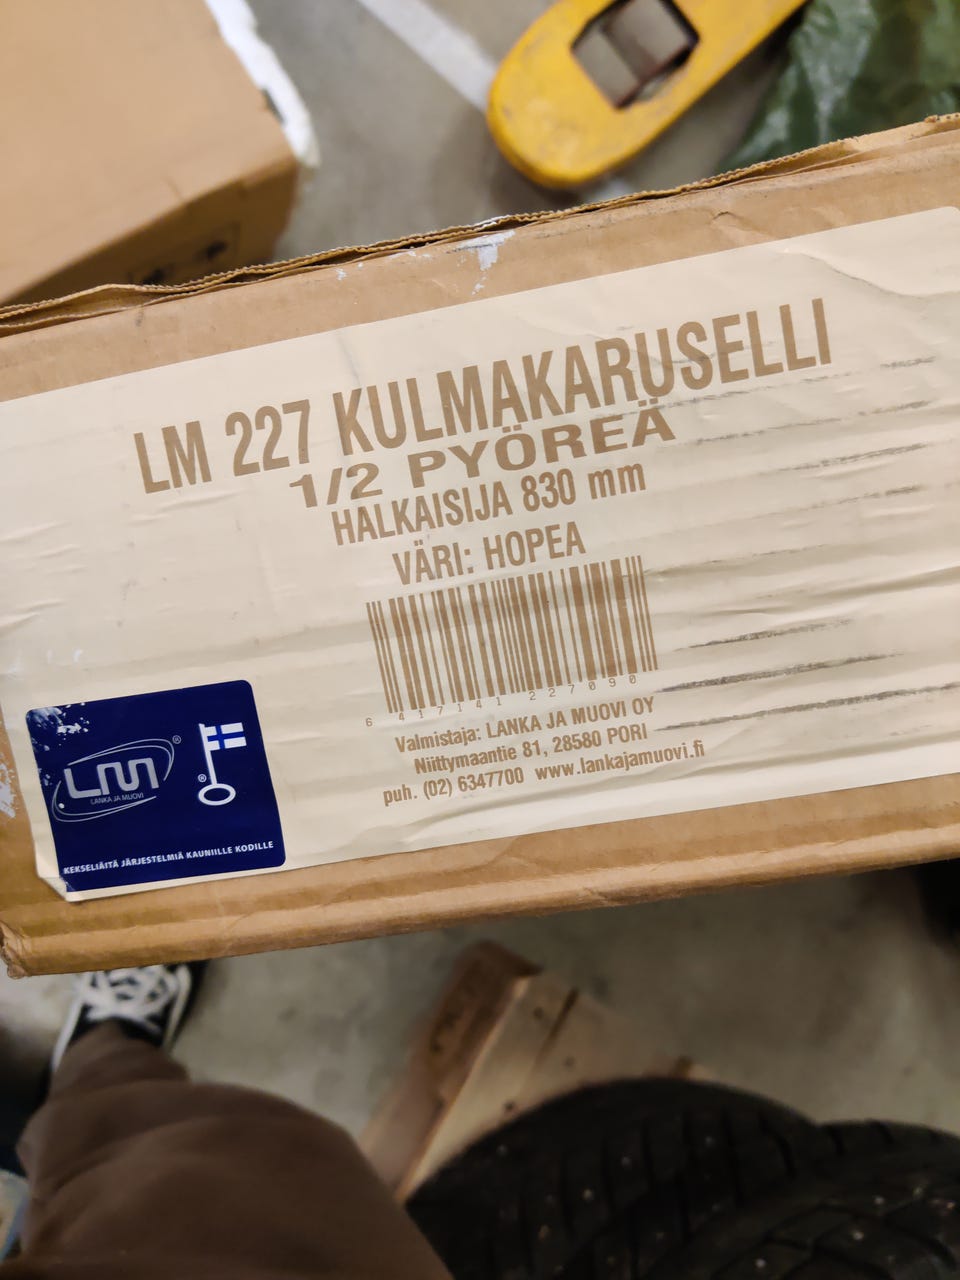 LM 227 KULMAKARUSELLI
1/2 PYÖREÄ
HALKAISIJA 830 mm
VÄRI: HOPEA
6 417141 227090
Valmistaja: LANKA JA MUOVI OY
Niittymaantie 81, 28580 PORI
puh. (02) 6347700 www.lankajamuovi.fi
LM ®
LANKA JA MUOVI
®
KEKSELIÄITÄ JÄRJESTELMIÄ KAUNIILLE KODILLE